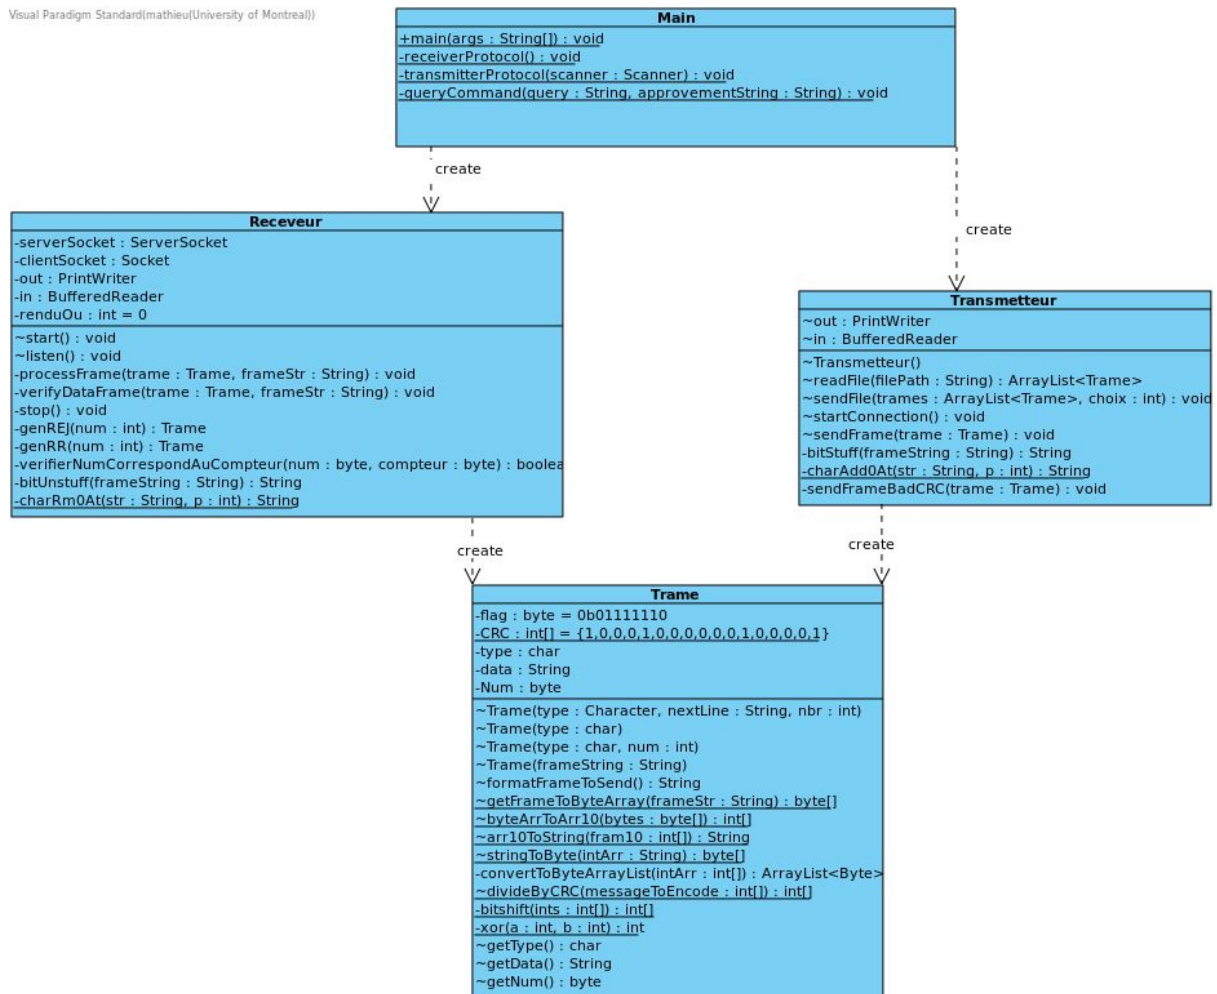 Visual Paradigm Standard(mathieu(University of Montreal))
Main
+main(args : String[]) : void
-receiverProtocol() : void
-transmitterProtocol(scanner : Scanner) : void
-queryCommand(query : String, approvementString : String) : void
create
create
Receveur
-serverSocket : ServerSocket
-clientSocket : Socket
-out : PrintWriter
-in : BufferedReader
-renduOu : int = 0
~start() : void
~listen() : void
-processFrame(trame : Trame, frameStr : String) : void
-verifyDataFrame(trame : Trame, frameStr : String) : void
-stop() : void
-genREJ(num : int) : Trame
-genRR(num : int) : Trame
-verifierNumCorrespondAuCompteur(num : byte, compteur : byte) : boolea
-bitUnstuff(frameString : String) : String
-charRm0At(str : String, p : int) : String
Transmetteur
~out : PrintWriter
~in : BufferedReader
~Transmetteur()
~readFile(filePath : String) : ArrayList<Trame>
~sendFile(trames : ArrayList<Trame>, choix : int) : void
~startConnection() : void
~sendFrame(trame : Trame) : void
-bitStuff(frameString : String) : String
-charAdd0At(str : String, p : int) : String
-sendFrameBadCRC(trame : Trame) : void
create
create
Trame
-flag : byte = 0b01111110
-CRC : int[] = {1,0,0,0,1,0,0,0,0,0,0,1,0,0,0,0,1}
-type : char
-data : String
-Num : byte
~Trame(type : Character, nextLine : String, nbr : int)
~Trame(type : char)
~Trame(type : char, num : int)
~Trame(frameString : String)
~formatFrameToSend() : String
~getFrameToByteArray(frameStr : String) : byte[]
~byteArrToArr10(bytes : byte[]) : int[]
~arr10ToString(fram10 : int[]) : String
~stringToByte(intArr : String) : byte[]
-convertToByteArrayList(intArr : int[]) : ArrayList<Byte>
~divideByCRC(messageToEncode : int[]) : int[]
-bitshift(ints : int[]) : int[]
-xor(a : int, b : int) : int
~getType() : char
~getData() : String
~getNum() : byte